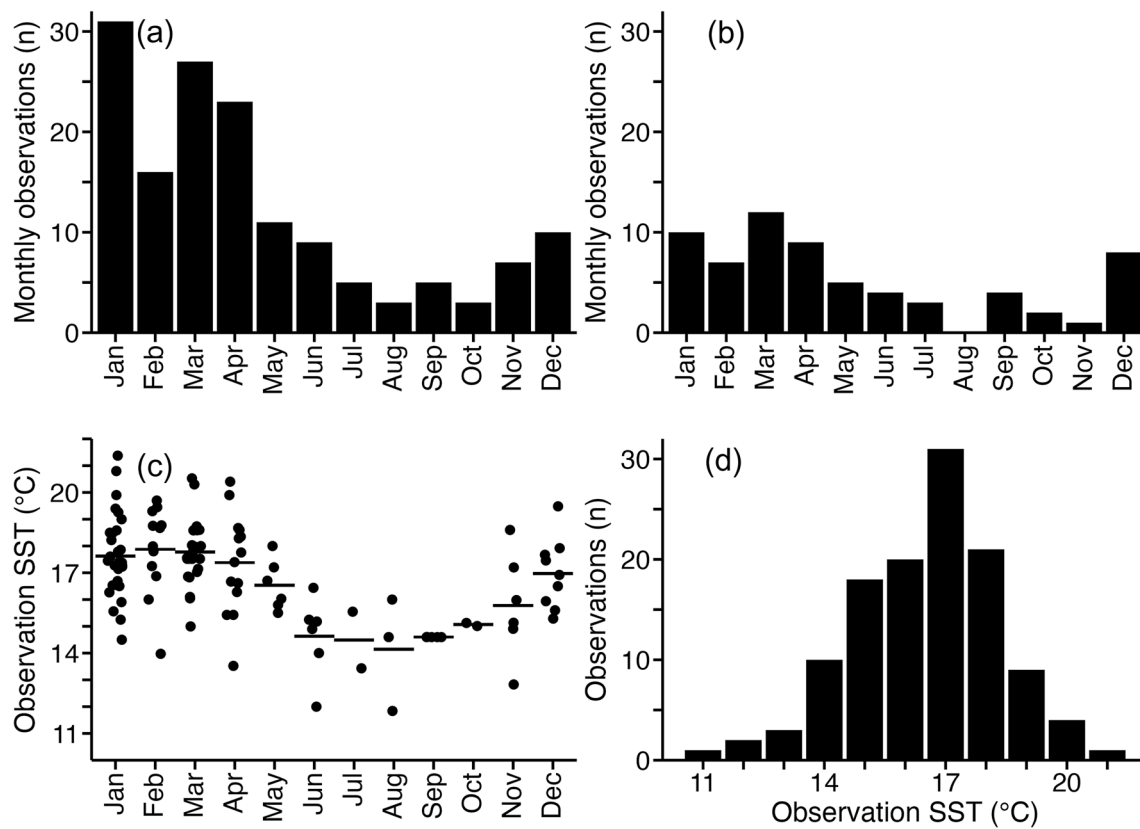 (a)
Monthly observations (n)
30
20
10
0
Jan Feb Mar Apr May Jun Jul Aug Sep Oct Nov Dec
(b)
Monthly observations (n)
30
20
10
0
Jan Feb Mar Apr May Jun Jul Aug Sep Oct Nov Dec
(c)
Observation SST (°C)
20
17
14
11
Jan Feb Mar Apr May Jun Jul Aug Sep Oct Nov Dec
(d)
Observations (n)
30
20
10
0
11 14 17 20
Observation SST (°C)